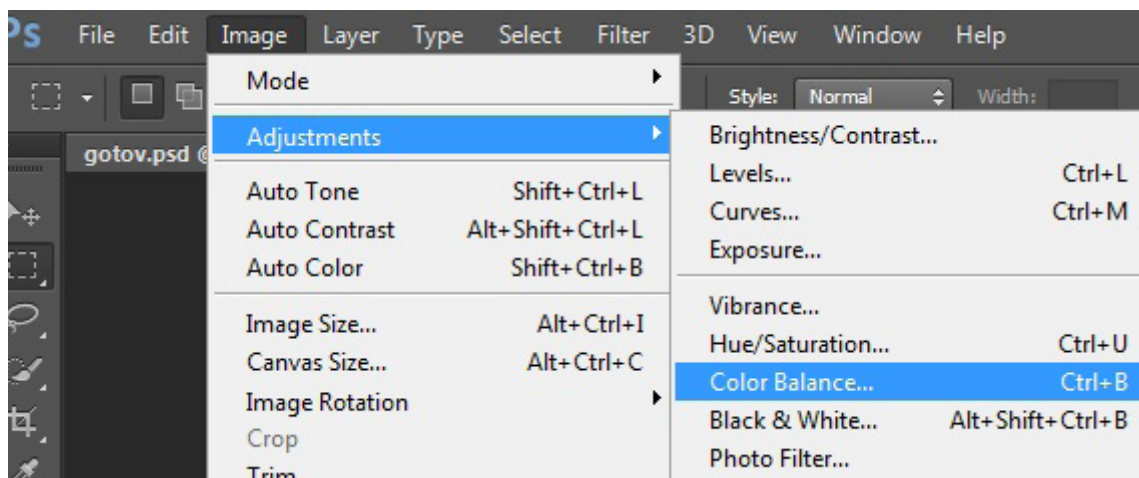 Ps File Edit Image Layer Type Select Filter 3D View Window Help
Style: Normal Width:
gotov.psd @
Mode
Adjustments
Auto Tone Shift+Ctrl+L
Auto Contrast Alt+Shift+Ctrl+L
Auto Color Shift+Ctrl+B
Image Size... Alt+Ctrl+I
Canvas Size... Alt+Ctrl+C
Image Rotation
Crop
Trim
Brightness/Contrast...
Levels... Ctrl+L
Curves... Ctrl+M
Exposure...
Vibrance...
Hue/Saturation... Ctrl+U
Color Balance... Ctrl+B
Black & White... Alt+Shift+Ctrl+B
Photo Filter...